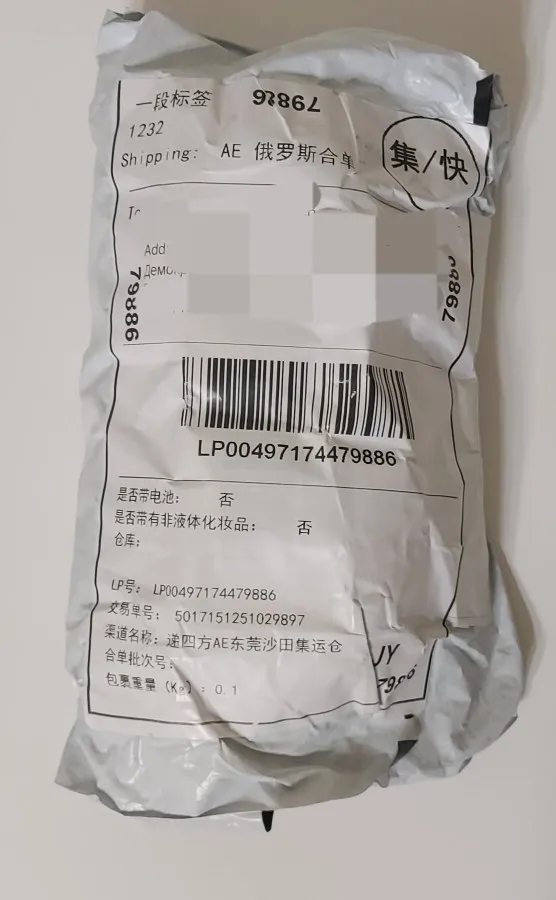 一段标签 79886
1232
Shipping: AE 俄罗斯合单
集/快
Add
79886
LP00497174479886
是否带电池: 否
是否带有非液体化妆品: 否
仓库:
LP号: LP00497174479886
交易单号: 5017151251029897
渠道名称: 递四方AE东莞沙田集运仓
合单批次号:
包裹重量 (Kg) : 0.1
JY